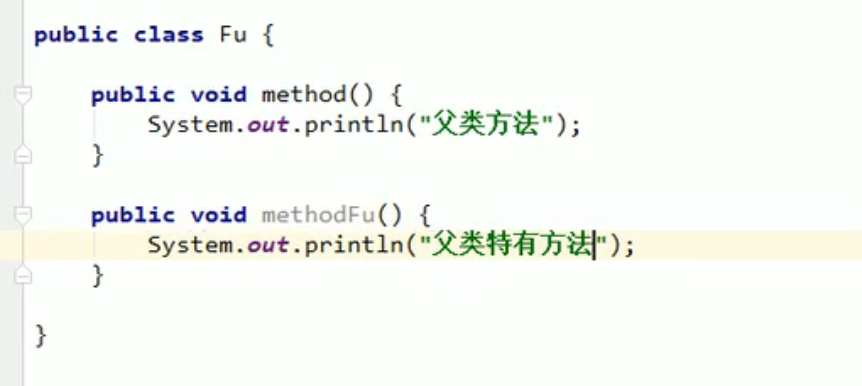 public class Fu {
public void method() {
System.out.println("父类方法");
}
public void methodFu() {
System.out.println("父类特有方法");
}
}